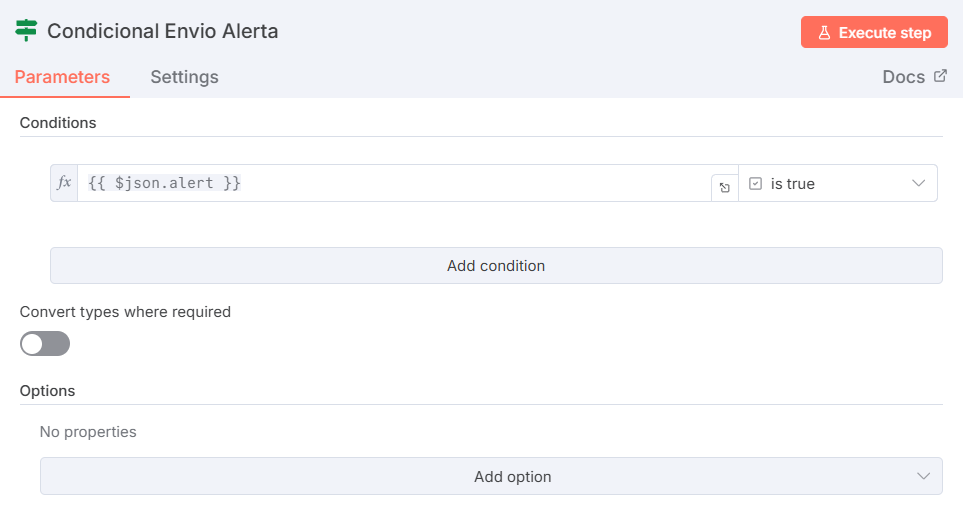 Condicional Envio Alerta
Execute step
Parameters Settings Docs
Conditions
fx {{ $json.alert }} is true
Add condition
Convert types where required
Options
No properties
Add option